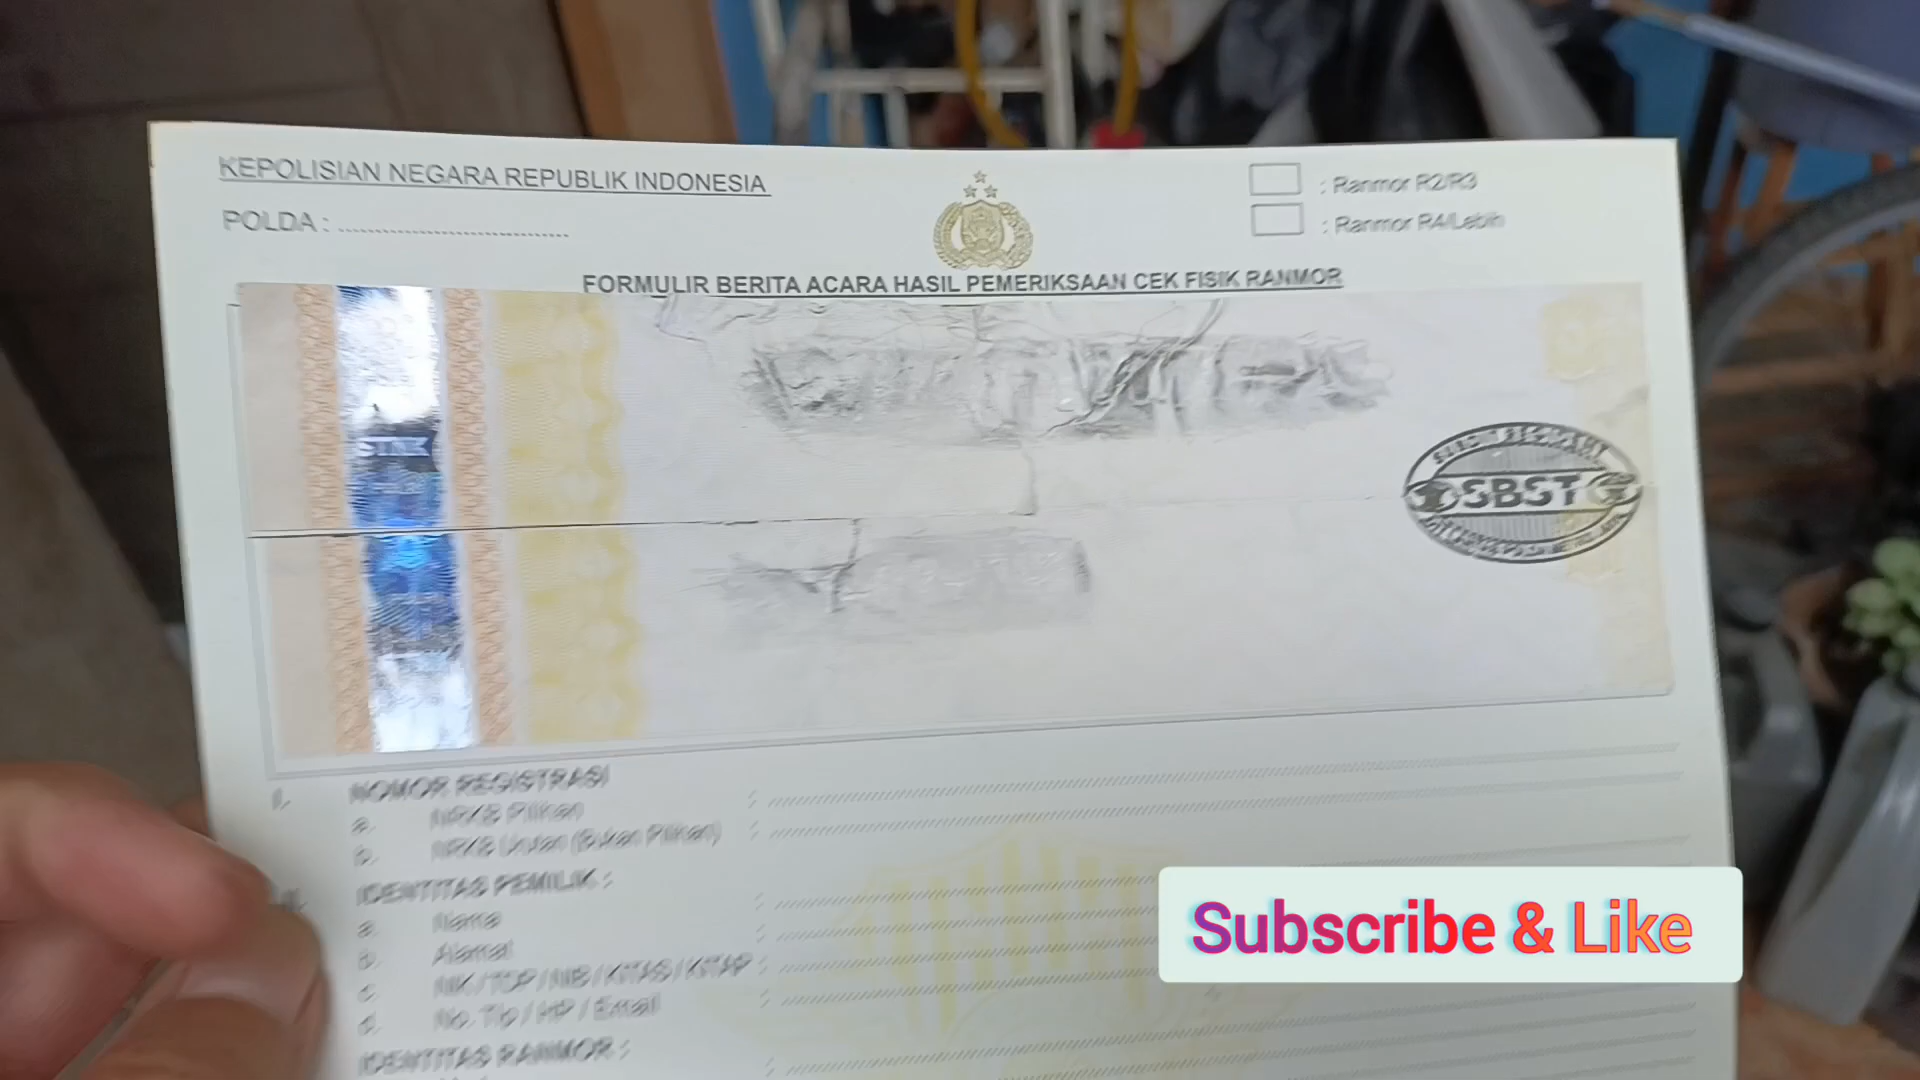 KEPOLISIAN NEGARA REPUBLIK INDONESIA
POLDA : ..............................
: Ranmor R2/R3
: Ranmor R4/Lebih
FORMULIR BERITA ACARA HASIL PEMERIKSAAN CEK FISIK RANMOR
STNK
SBST
I. NOMOR REGISTRASI
a. NRKB Pilihan :
b. NRKB Urutan (Bukan Pilihan) :
II. IDENTITAS PEMILIK :
a. Nama :
b. Alamat :
c. NIK / TDP / NIB / KITAS / KITAP :
d. No. Tlp / HP / Email :
IDENTITAS RANMOR :
Subscribe & Like